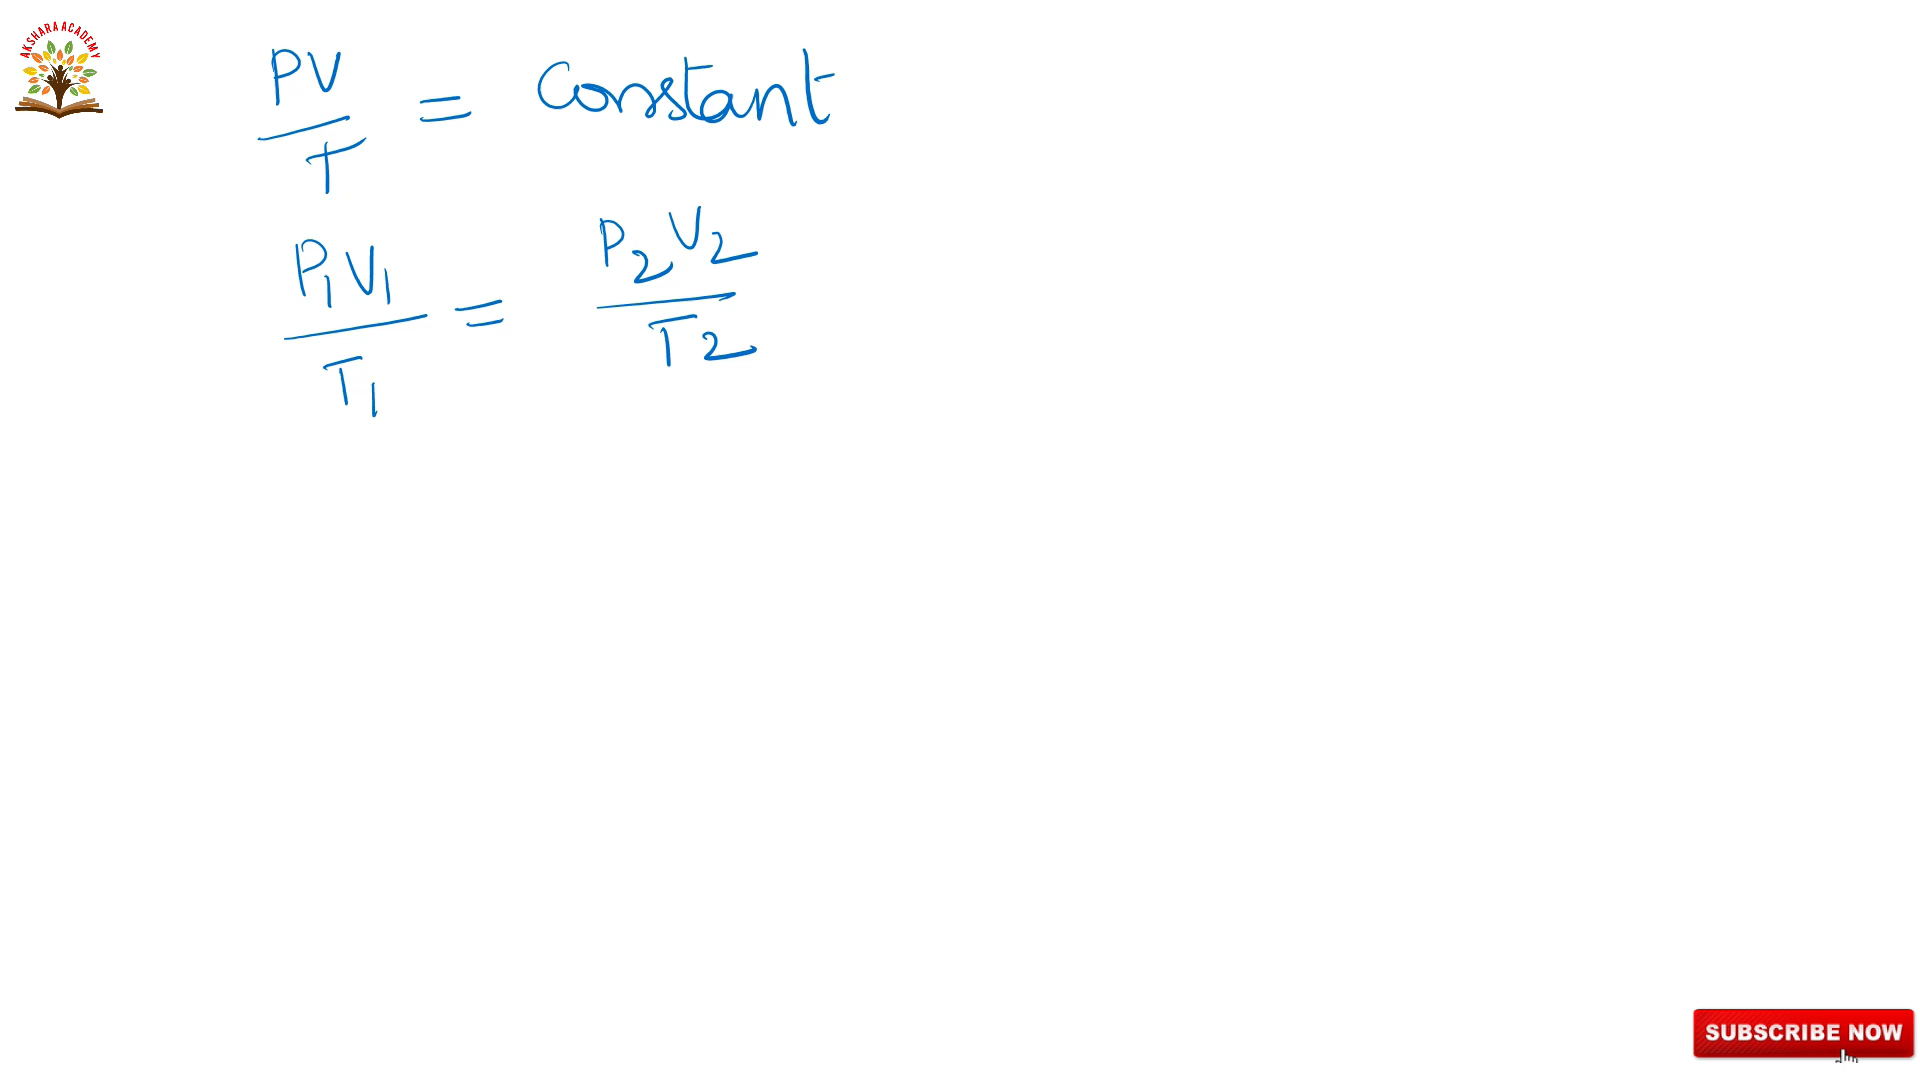 AKSHARA ACADEMY
PV/T = Constant
P₁V₁/T₁ = P₂V₂/T₂
SUBSCRIBE NOW